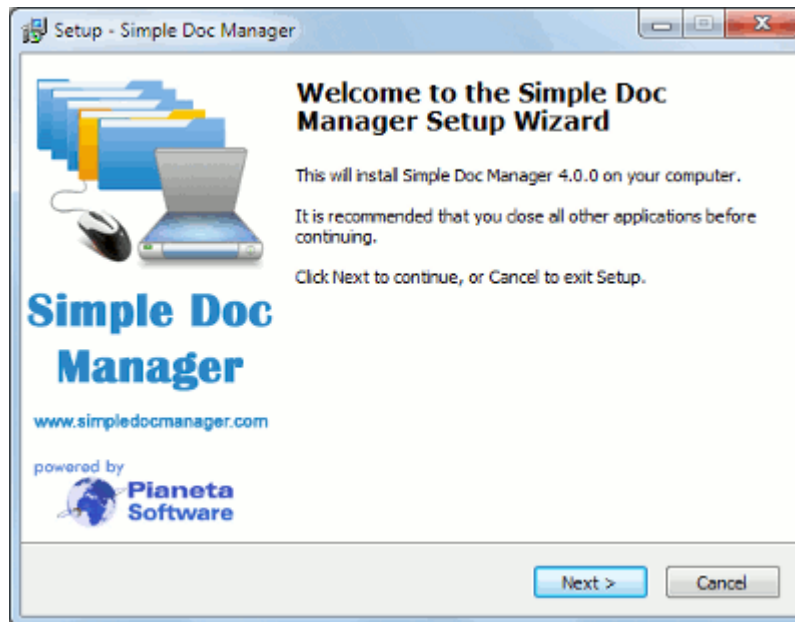 Setup - Simple Doc Manager
Welcome to the Simple Doc
Manager Setup Wizard
This will install Simple Doc Manager 4.0.0 on your computer.
It is recommended that you close all other applications before
continuing.
Click Next to continue, or Cancel to exit Setup.
Simple Doc
Manager
www.simpledocmanager.com
powered by
Pianeta
Software
Next >
Cancel